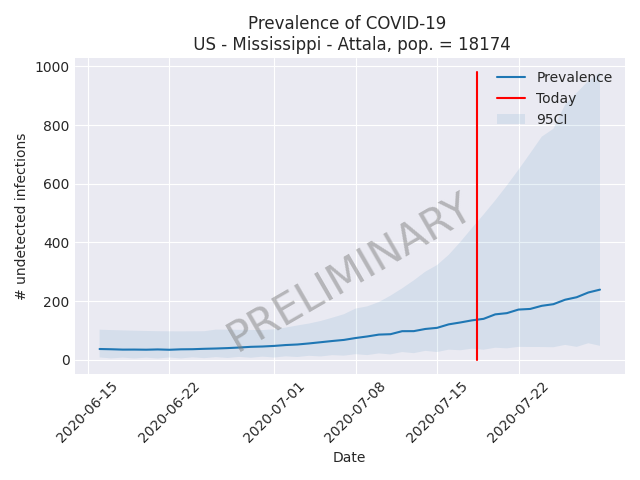 Prevalence of COVID-19
US - Mississippi - Attala, pop. = 18174
Prevalence
Today
95CI
PRELIMINARY
# undetected infections
1000
800
600
400
200
0
2020-06-15
2020-06-22
2020-07-01
2020-07-08
2020-07-15
2020-07-22
Date